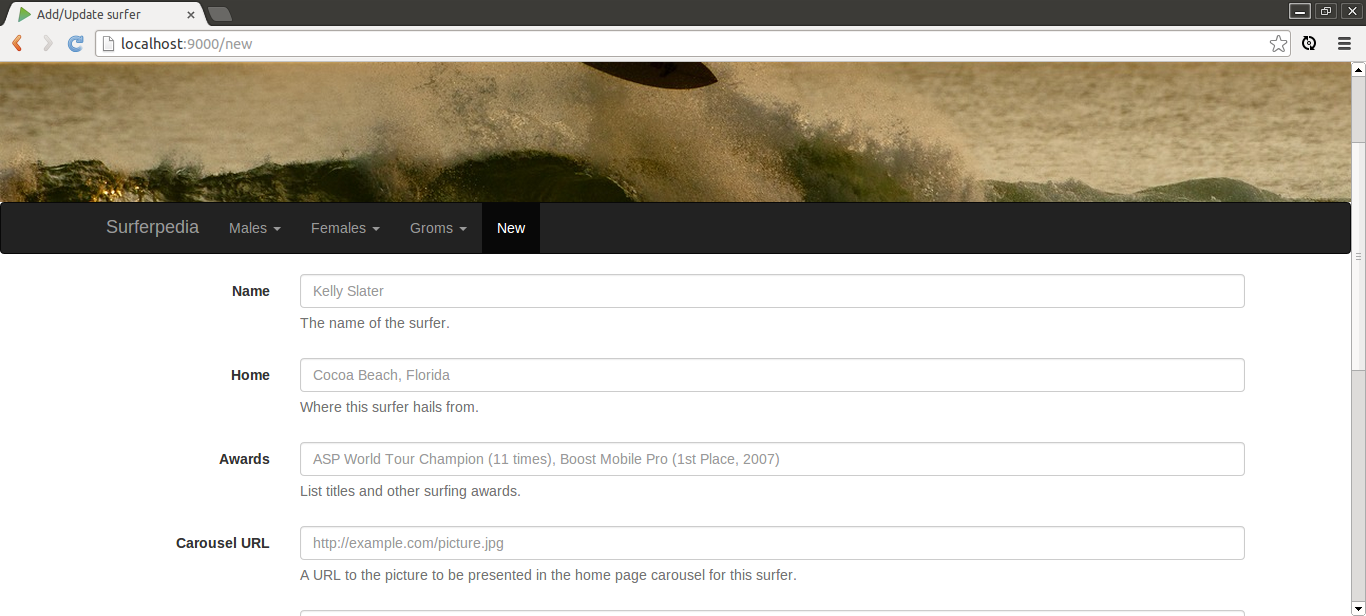 Add/Update surfer
localhost:9000/new
Surferpedia Males Females Groms New
Name Kelly Slater
The name of the surfer.
Home Cocoa Beach, Florida
Where this surfer hails from.
Awards ASP World Tour Champion (11 times), Boost Mobile Pro (1st Place, 2007)
List titles and other surfing awards.
Carousel URL http://example.com/picture.jpg
A URL to the picture to be presented in the home page carousel for this surfer.